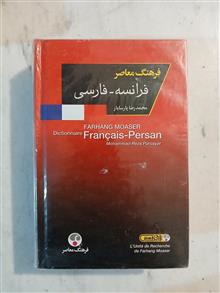 فرهنگ معاصر
فرانسه - فارسی
محمدرضا پارسایار
FARHANG MOASER
Dictionnaire Français-Persan
Mohammad-Reza Parsayar
فرهنگ معاصر
L'Unité de Recherche
de Farhang Moaser